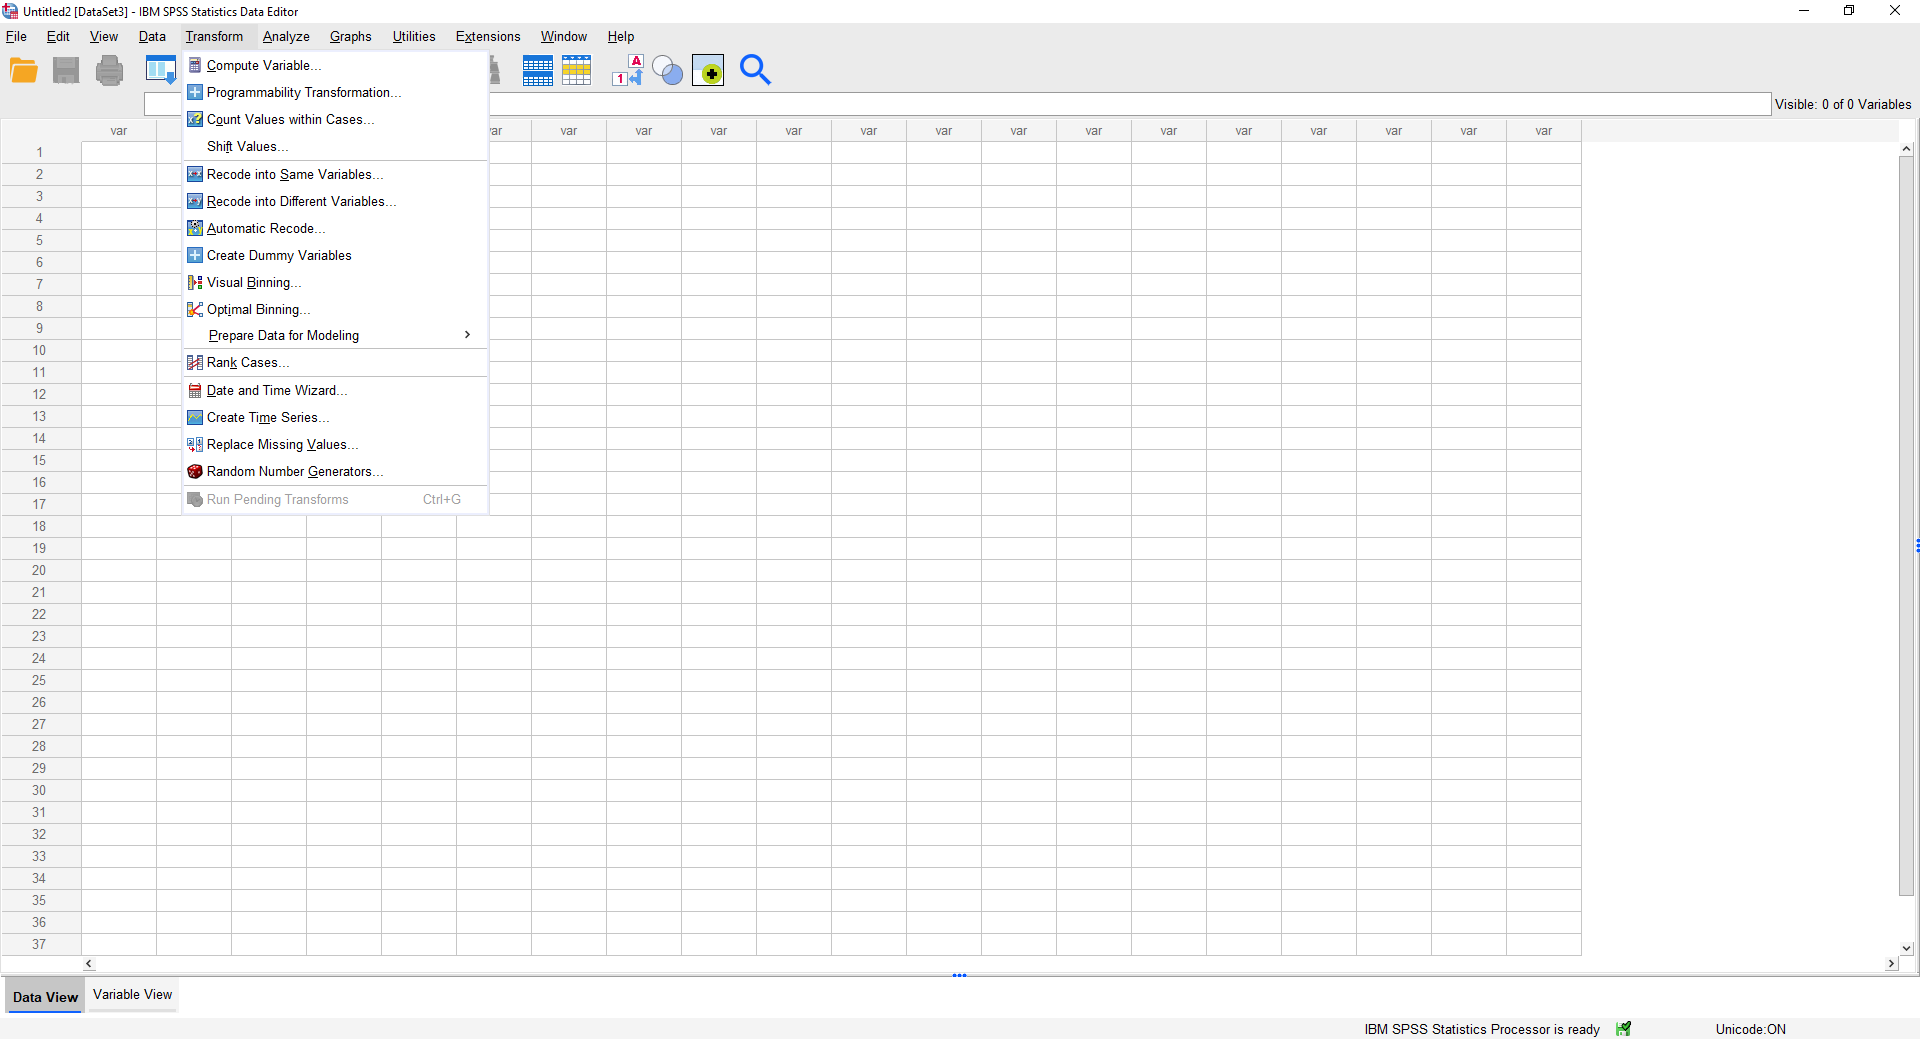 Untitled2 [DataSet3] - IBM SPSS Statistics Data Editor
File Edit View Data Transform Analyze Graphs Utilities Extensions Window Help
A
1
Visible: 0 of 0 Variables
Compute Variable...
Programmability Transformation...
Count Values within Cases...
Shift Values...
Recode into Same Variables...
Recode into Different Variables...
Automatic Recode...
Create Dummy Variables
Visual Binning...
Optimal Binning...
Prepare Data for Modeling
Rank Cases...
Date and Time Wizard...
Create Time Series...
Replace Missing Values...
Random Number Generators...
Run Pending Transforms Ctrl+G
var var var var var var var var var var var var var var var
1
2
3
4
5
6
7
8
9
10
11
12
13
14
15
16
17
18
19
20
21
22
23
24
25
26
27
28
29
30
31
32
33
34
35
36
37
Data View Variable View
IBM SPSS Statistics Processor is ready Unicode:ON